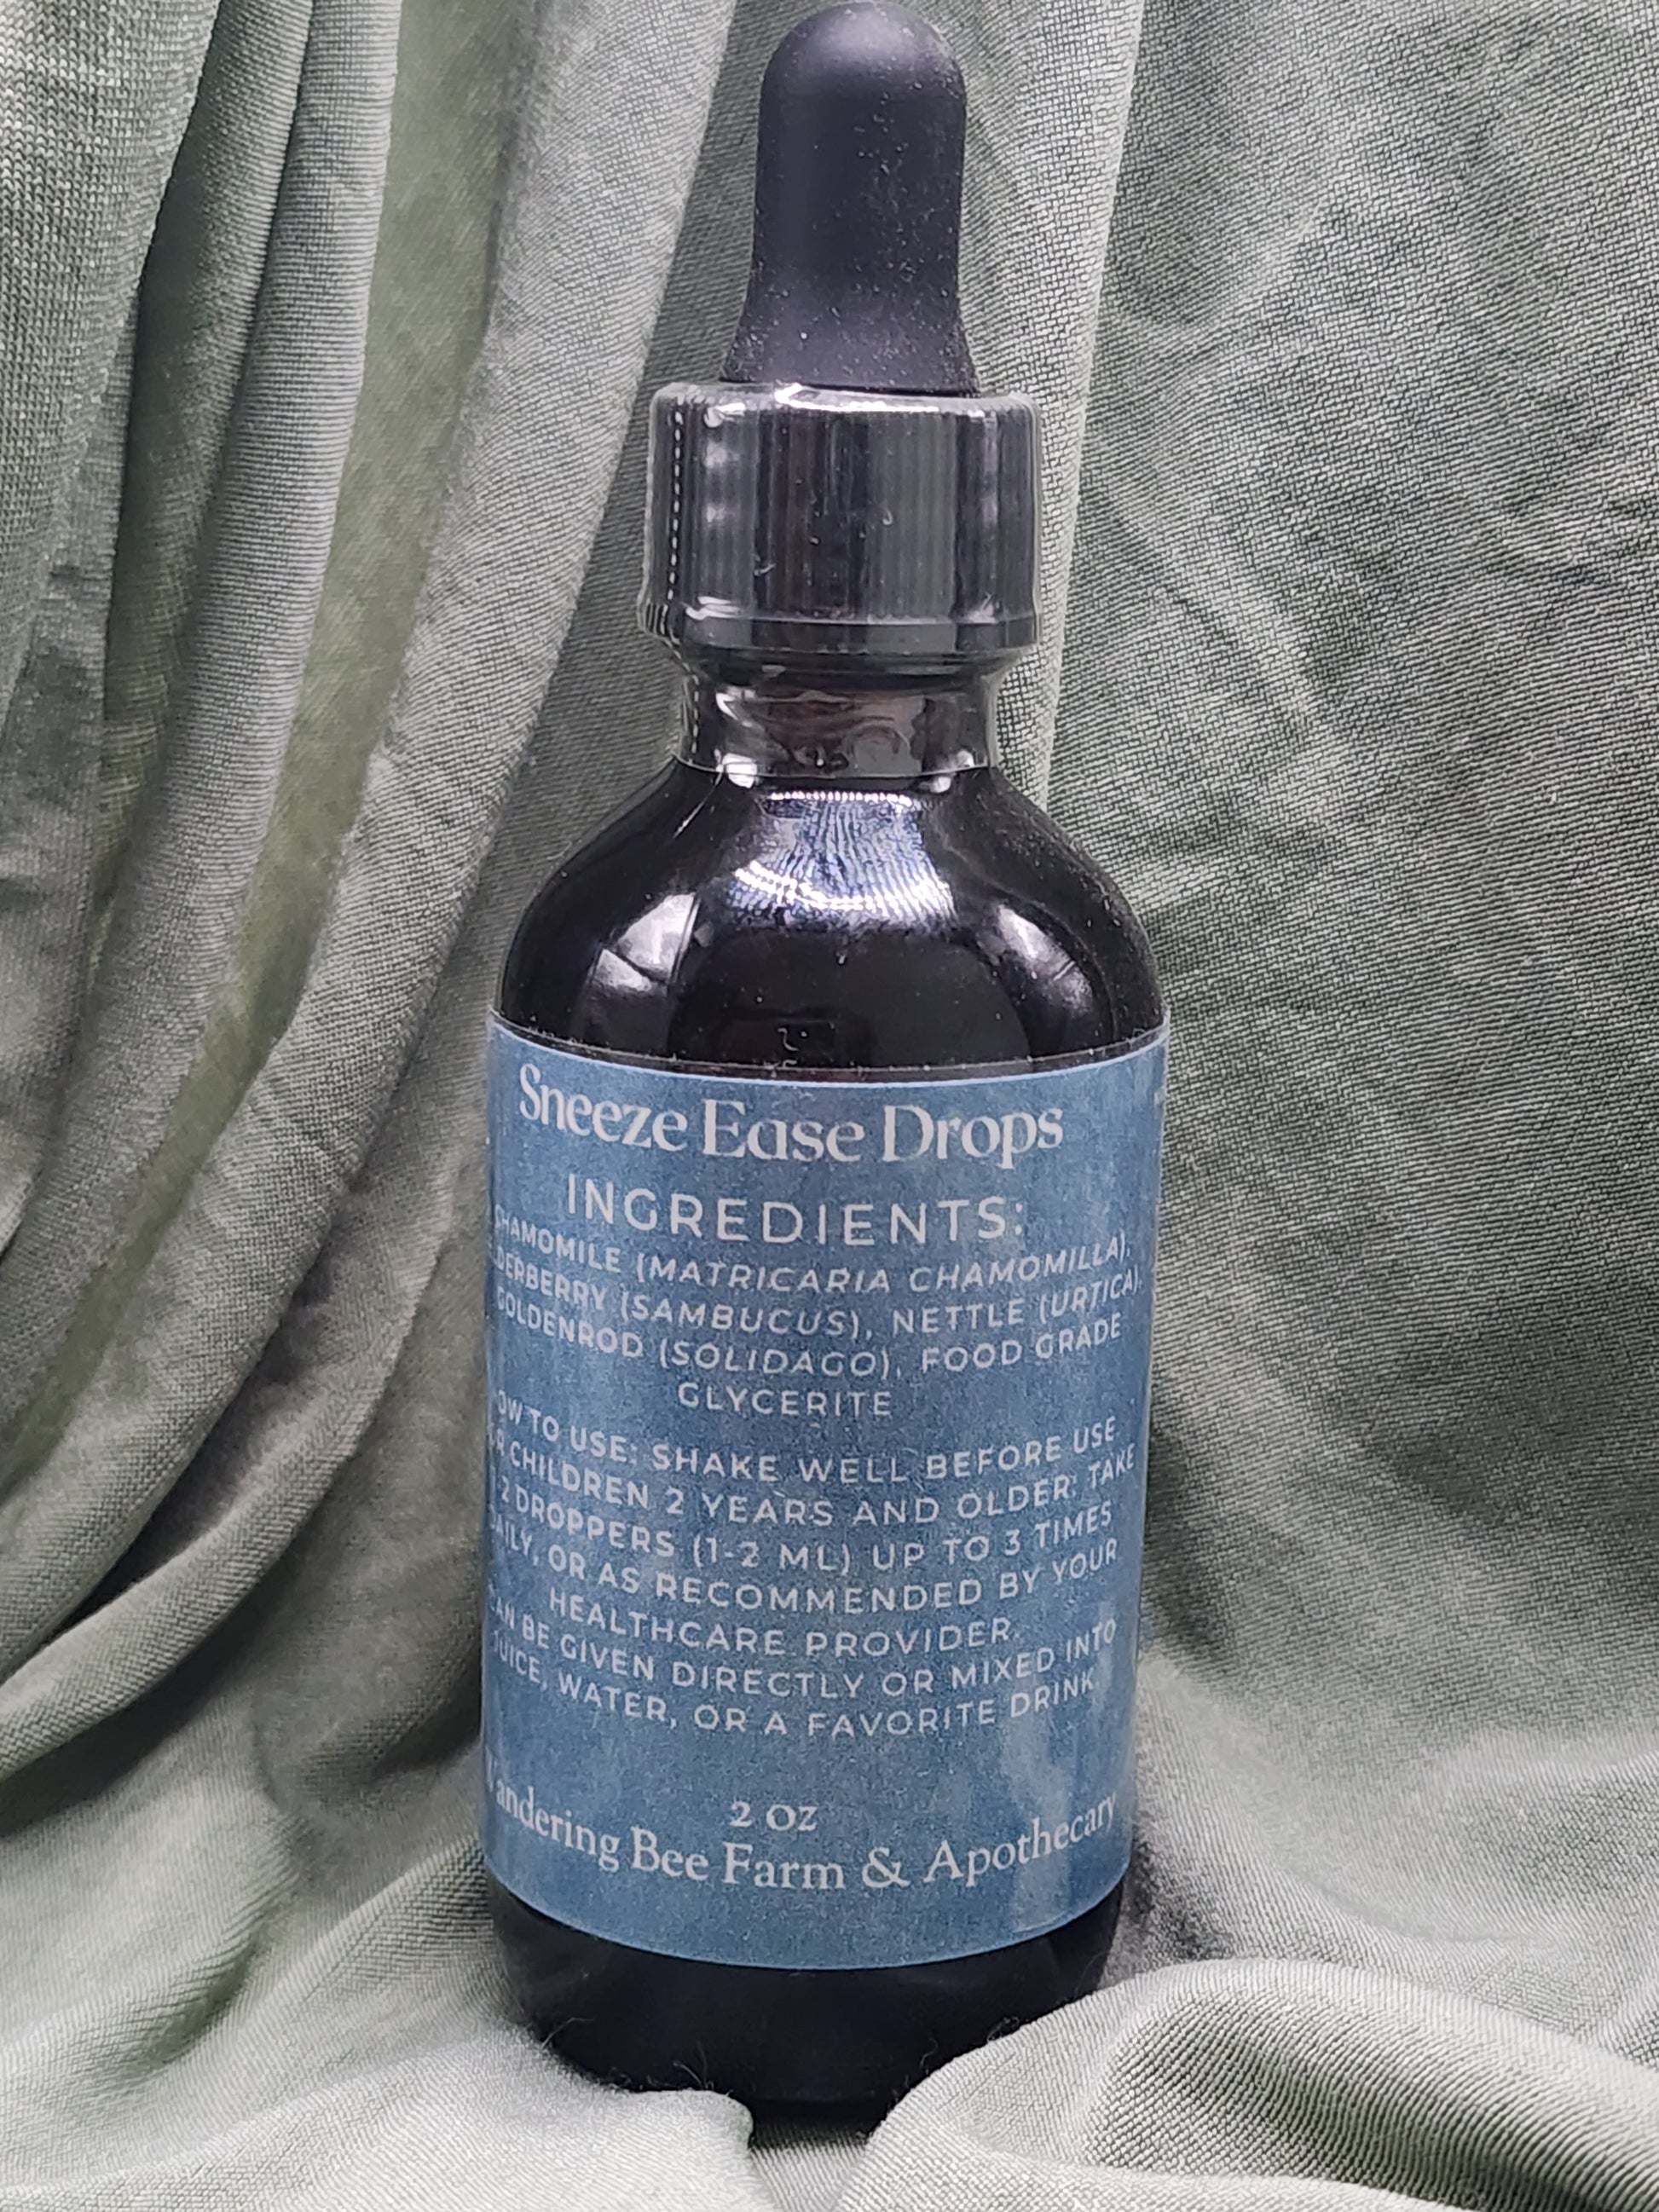 Sneeze Ease Drops
INGREDIENTS:
CHAMOMILE (MATRICARIA CHAMOMILLA),
ELDERBERRY (SAMBUCUS), NETTLE (URTICA),
GOLDENROD (SOLIDAGO), FOOD GRADE
GLYCERITE
HOW TO USE: SHAKE WELL BEFORE USE
FOR CHILDREN 2 YEARS AND OLDER: TAKE
1-2 DROPPERS (1-2 ML) UP TO 3 TIMES
DAILY, OR AS RECOMMENDED BY YOUR
HEALTHCARE PROVIDER.
CAN BE GIVEN DIRECTLY OR MIXED INTO
JUICE, WATER, OR A FAVORITE DRINK
2 oz
Wandering Bee Farm & Apothecary